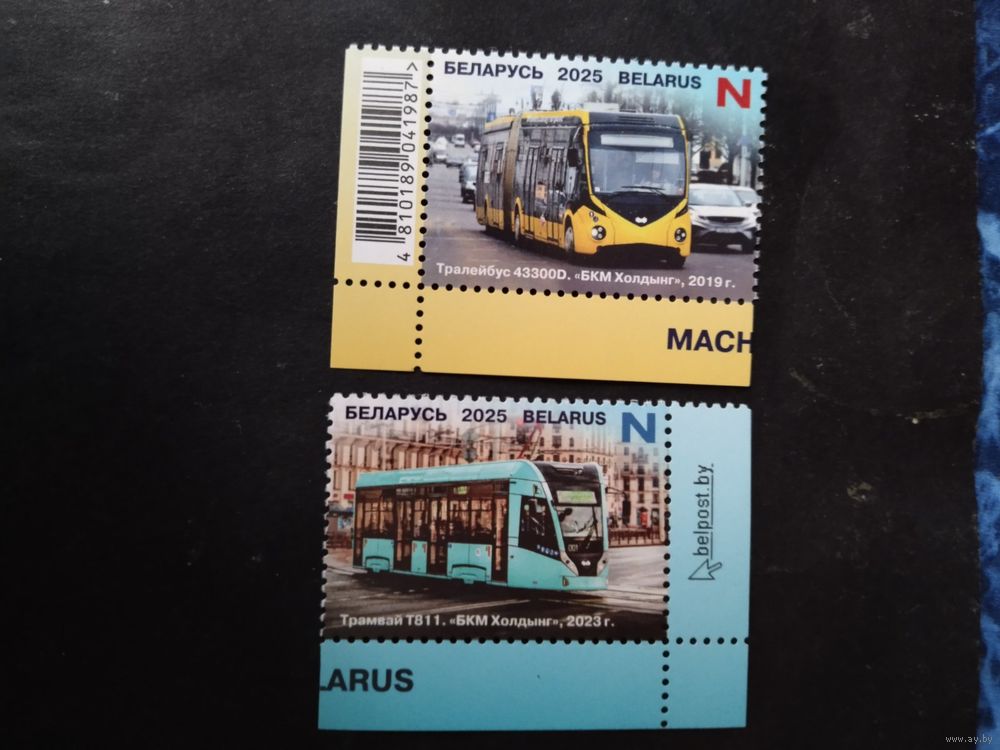 БЕЛАРУСЬ 2025 BELARUS N
4 810189 041987 >
Тралейбус 43300D. «БКМ Холдынг», 2019 г.
MACH
БЕЛАРУСЬ 2025 BELARUS N
belpost.by
Трамвай Т811. «БКМ Холдынг», 2023 г.
LARUS
www.ay.by